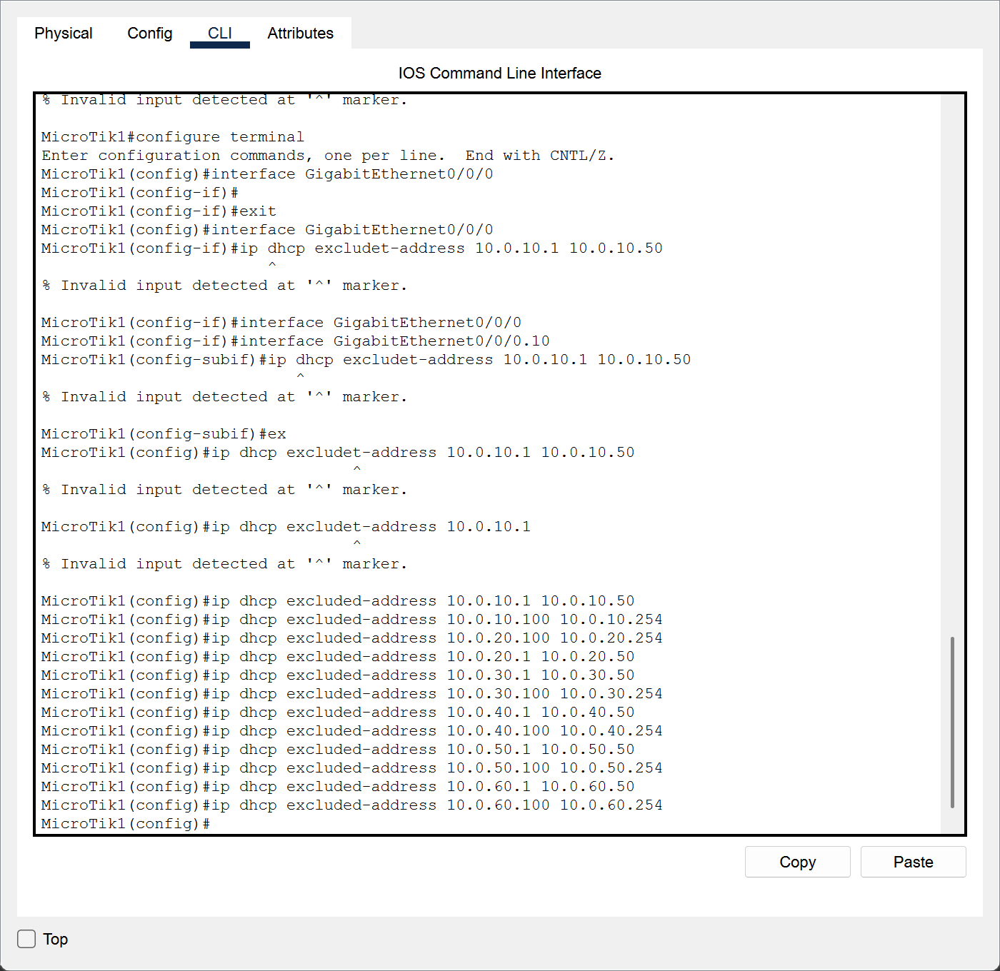 Physical Config CLI Attributes
IOS Command Line Interface
% Invalid input detected at '^' marker.
MicroTik1#configure terminal
Enter configuration commands, one per line.  End with CNTL/Z.
MicroTik1(config)#interface GigabitEthernet0/0/0
MicroTik1(config-if)#
MicroTik1(config-if)#exit
MicroTik1(config)#interface GigabitEthernet0/0/0
MicroTik1(config-if)#ip dhcp excludet-address 10.0.10.1 10.0.10.50
^
% Invalid input detected at '^' marker.
MicroTik1(config-if)#interface GigabitEthernet0/0/0
MicroTik1(config-if)#interface GigabitEthernet0/0/0.10
MicroTik1(config-subif)#ip dhcp excludet-address 10.0.10.1 10.0.10.50
^
% Invalid input detected at '^' marker.
MicroTik1(config-subif)#ex
MicroTik1(config)#ip dhcp excludet-address 10.0.10.1 10.0.10.50
^
% Invalid input detected at '^' marker.
MicroTik1(config)#ip dhcp excludet-address 10.0.10.1
^
% Invalid input detected at '^' marker.
MicroTik1(config)#ip dhcp excluded-address 10.0.10.1 10.0.10.50
MicroTik1(config)#ip dhcp excluded-address 10.0.10.100 10.0.10.254
MicroTik1(config)#ip dhcp excluded-address 10.0.20.100 10.0.20.254
MicroTik1(config)#ip dhcp excluded-address 10.0.20.1 10.0.20.50
MicroTik1(config)#ip dhcp excluded-address 10.0.30.1 10.0.30.50
MicroTik1(config)#ip dhcp excluded-address 10.0.30.100 10.0.30.254
MicroTik1(config)#ip dhcp excluded-address 10.0.40.1 10.0.40.50
MicroTik1(config)#ip dhcp excluded-address 10.0.40.100 10.0.40.254
MicroTik1(config)#ip dhcp excluded-address 10.0.50.1 10.0.50.50
MicroTik1(config)#ip dhcp excluded-address 10.0.50.100 10.0.50.254
MicroTik1(config)#ip dhcp excluded-address 10.0.60.1 10.0.60.50
MicroTik1(config)#ip dhcp excluded-address 10.0.60.100 10.0.60.254
MicroTik1(config)#
Copy Paste
Top